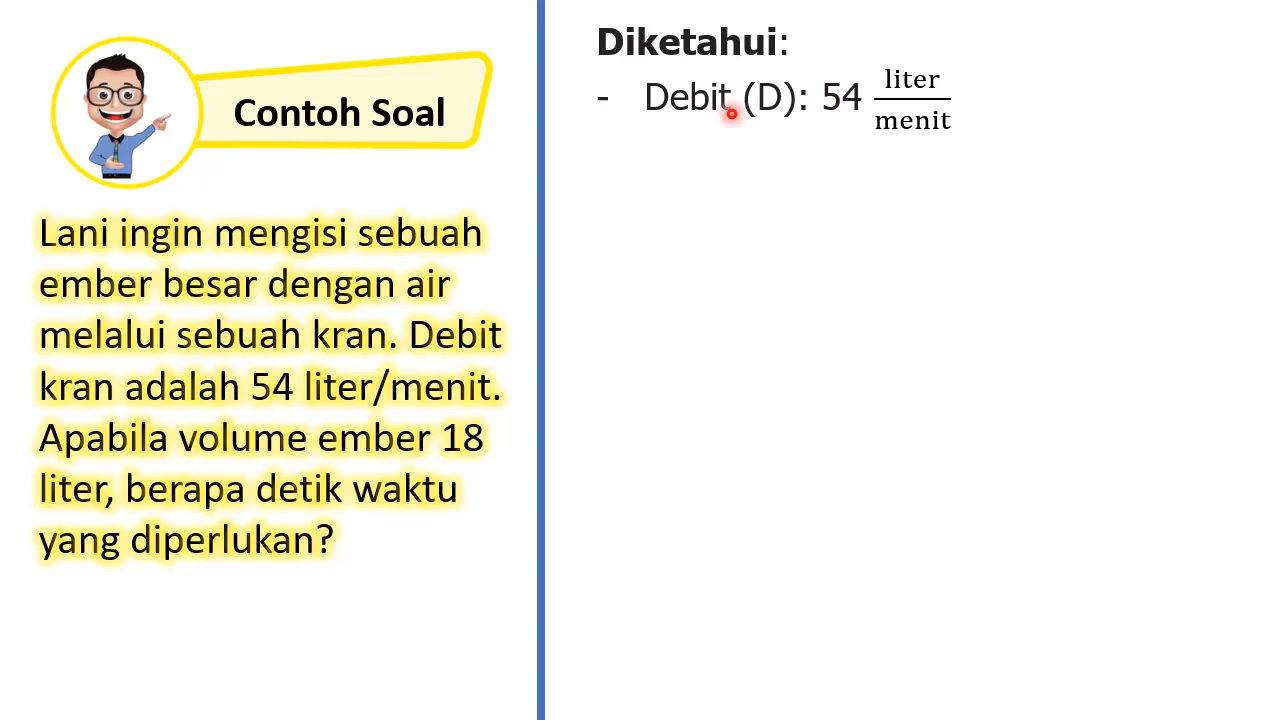 Contoh Soal
Lani ingin mengisi sebuah
ember besar dengan air
melalui sebuah kran. Debit
kran adalah 54 liter/menit.
Apabila volume ember 18
liter, berapa detik waktu
yang diperlukan?
Diketahui:
- Debit (D): 54 liter/menit